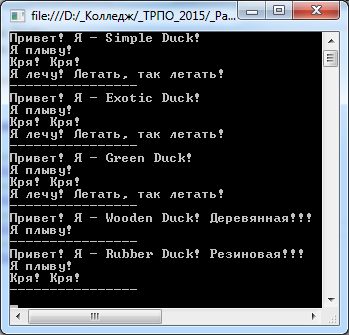 file:///D:/_Колледж/_ТРПО_2015/_Ра...
Привет! Я - Simple Duck!
Я плыву!
Кря! Кря!
Я лечу! Летать, так летать!
----------------
Привет! Я - Exotic Duck!
Я плыву!
Кря! Кря!
Я лечу! Летать, так летать!
----------------
Привет! Я - Green Duck!
Я плыву!
Кря! Кря!
Я лечу! Летать, так летать!
----------------
Привет! Я - Wooden Duck! Деревянная!!!
Я плыву!
----------------
Привет! Я - Rubber Duck! Резиновая!!!
Я плыву!
Кря! Кря!
----------------